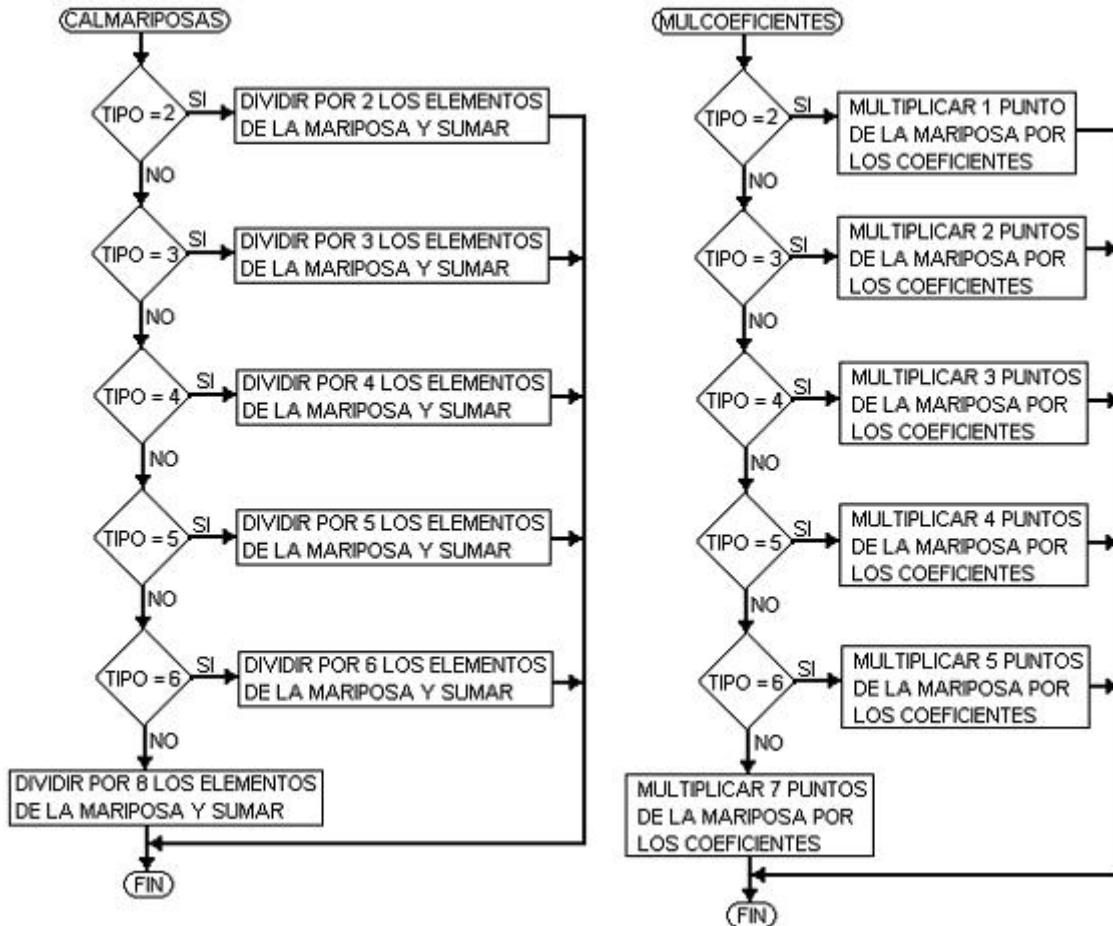 CALMARIPOSAS
TIPO =2
SI
DIVIDIR POR 2 LOS ELEMENTOS
DE LA MARIPOSA Y SUMAR
NO
TIPO = 3
SI
DIVIDIR POR 3 LOS ELEMENTOS
DE LA MARIPOSA Y SUMAR
NO
TIPO = 4
SI
DIVIDIR POR 4 LOS ELEMENTOS
DE LA MARIPOSA Y SUMAR
NO
TIPO =5
SI
DIVIDIR POR 5 LOS ELEMENTOS
DE LA MARIPOSA Y SUMAR
NO
TIPO =6
SI
DIVIDIR POR 6 LOS ELEMENTOS
DE LA MARIPOSA Y SUMAR
NO
DIVIDIR POR 8 LOS ELEMENTOS
DE LA MARIPOSA Y SUMAR
FIN
MULCOEFICIENTES
TIPO =2
SI
MULTIPLICAR 1 PUNTO
DE LA MARIPOSA POR
LOS COEFICIENTES
NO
TIPO = 3
SI
MULTIPLICAR 2 PUNTOS
DE LA MARIPOSA POR
LOS COEFICIENTES
NO
TIPO = 4
SI
MULTIPLICAR 3 PUNTOS
DE LA MARIPOSA POR
LOS COEFICIENTES
NO
TIPO =5
SI
MULTIPLICAR 4 PUNTOS
DE LA MARIPOSA POR
LOS COEFICIENTES
NO
TIPO =6
SI
MULTIPLICAR 5 PUNTOS
DE LA MARIPOSA POR
LOS COEFICIENTES
NO
MULTIPLICAR 7 PUNTOS
DE LA MARIPOSA POR
LOS COEFICIENTES
FIN